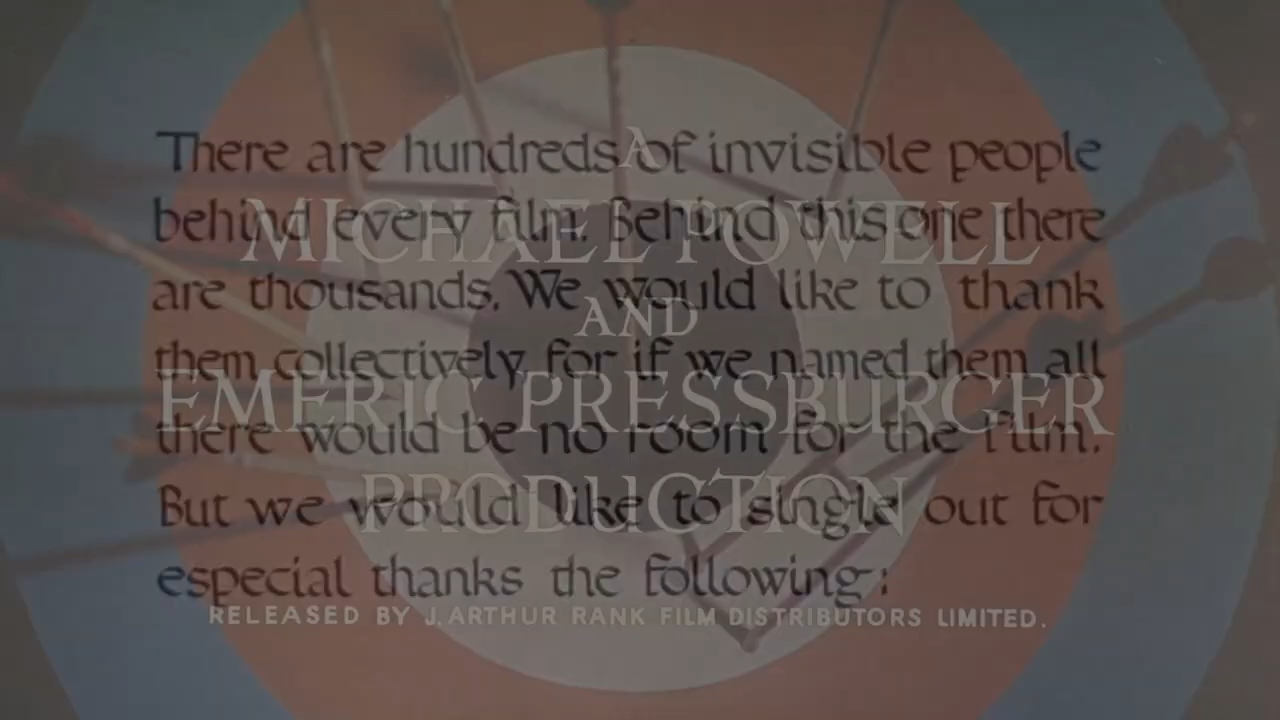 There are hundreds of invisible people
behind every film. Behind this one there
are thousands. We would like to thank
them collectively for if we named them all
there would be no room for the film.
But we would like to single out for
especial thanks the following:
A
MICHAEL POWELL
AND
EMERIC PRESSBURGER
PRODUCTION
RELEASED BY J. ARTHUR RANK FILM DISTRIBUTORS LIMITED.